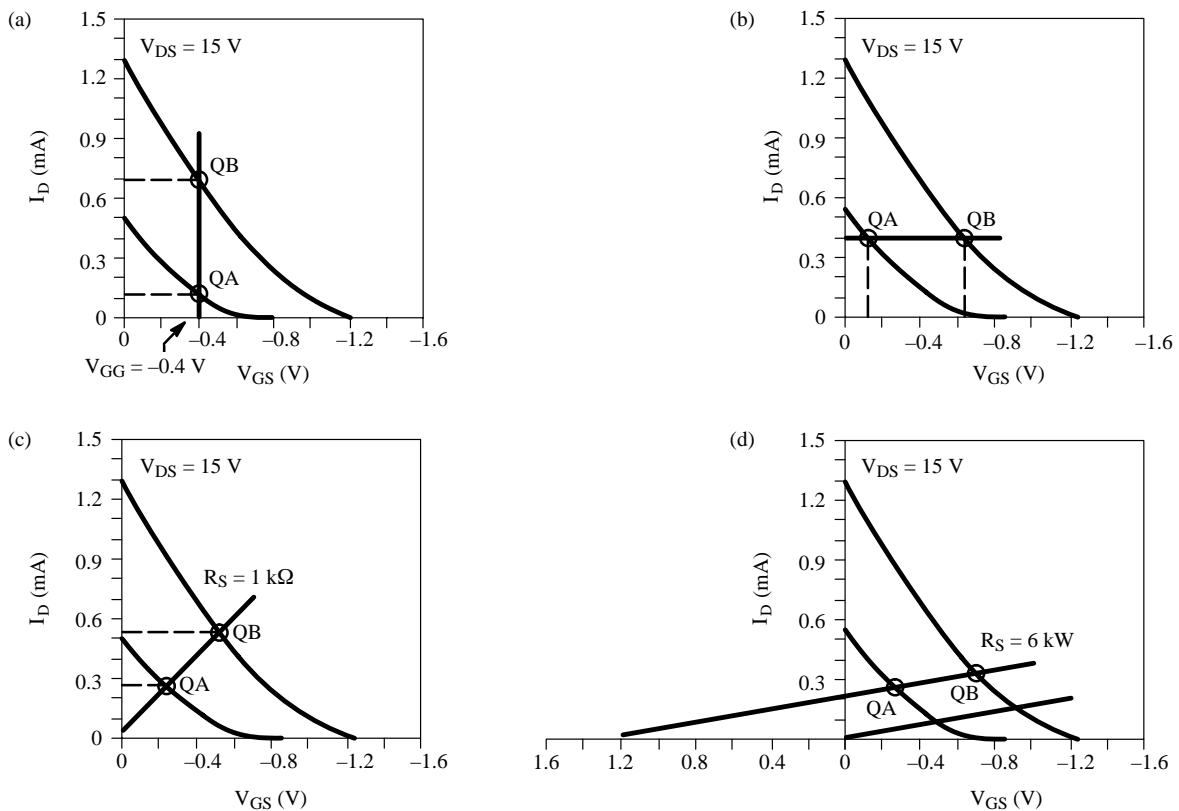 (a)
V_DS = 15 V
1.5
1.2
0.9
0.6
0.3
0
I_D (mA)
QB
QA
0
–0.4
–0.8
–1.2
–1.6
V_GG = –0.4 V
V_GS (V)
(b)
V_DS = 15 V
1.5
1.2
0.9
0.6
0.3
0
I_D (mA)
QA
QB
0
–0.4
–0.8
–1.2
–1.6
V_GS (V)
(c)
V_DS = 15 V
1.5
1.2
0.9
0.6
0.3
0
I_D (mA)
R_S = 1 kΩ
QB
QA
0
–0.4
–0.8
–1.2
–1.6
V_GS (V)
(d)
V_DS = 15 V
1.5
1.2
0.9
0.6
0.3
0
I_D (mA)
R_S = 6 kW
QA
QB
1.6
1.2
0.8
0.4
0
–0.4
–0.8
–1.2
–1.6
V_GS (V)